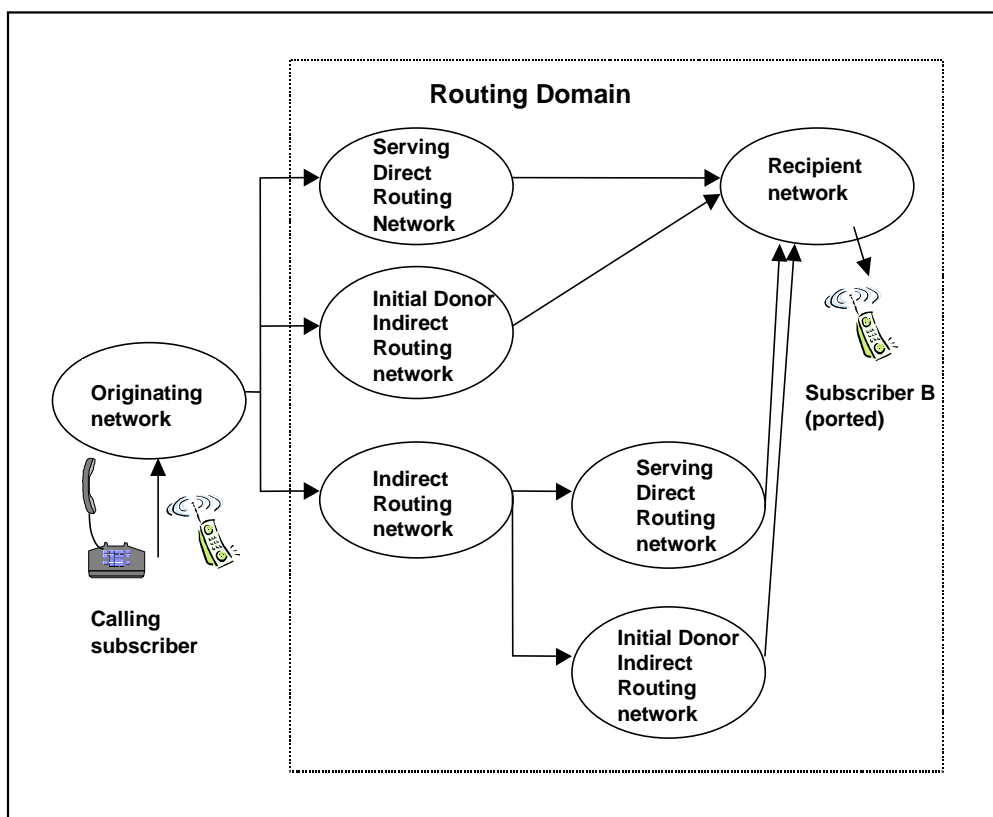 Routing Domain
Serving
Direct
Routing
Network
Recipient
network
Initial Donor
Indirect
Routing
network
Originating
network
Subscriber B
(ported)
Indirect
Routing
network
Serving
Direct
Routing
network
Calling
subscriber
Initial Donor
Indirect
Routing
network